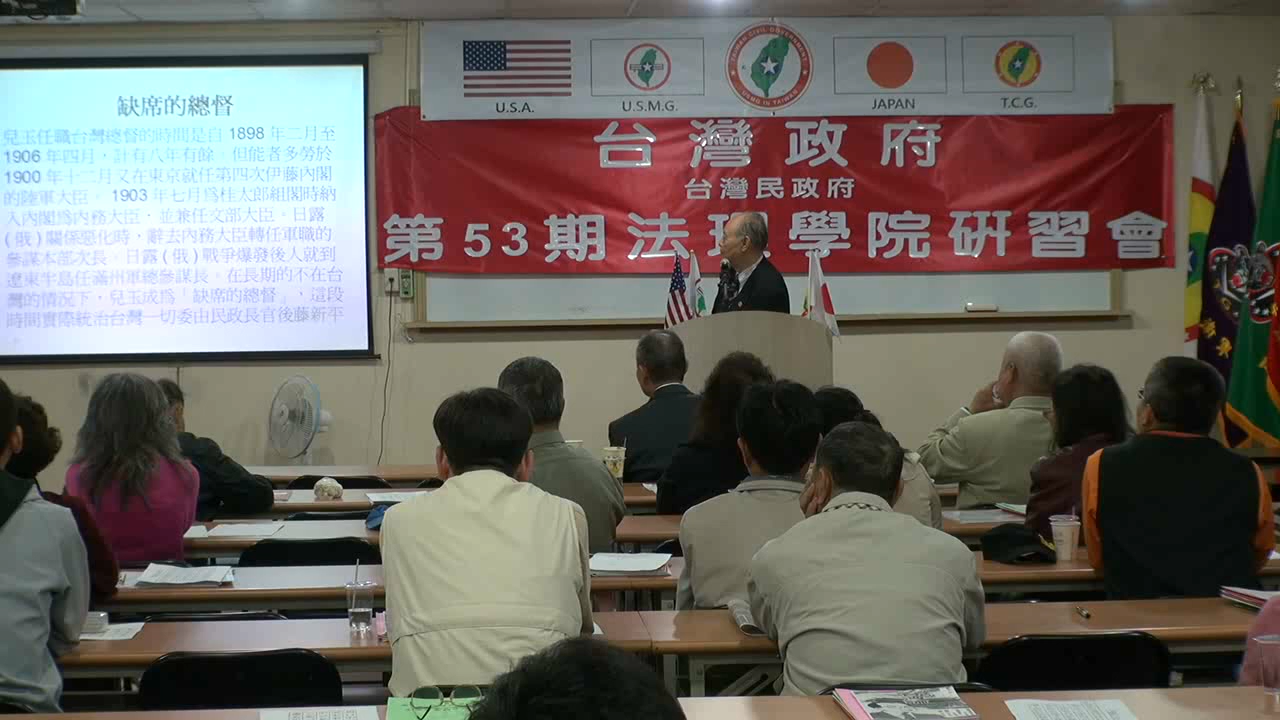 缺席的總督
兒玉任職台灣總督的時間是自 1898 年二月至
1906 年四月，計有八年有餘，但能者多勞於
1900 年十二月又在東京就任第四次伊藤內閣
的陸軍大臣。1903 年七月為桂太郎組閣時納
入內閣為內務大臣，並兼任文部大臣。日露
(俄)關係惡化時，辭去內務大臣轉任軍職的
參謀本部次長。日露(俄)戰爭爆發後人就到
遼東半島任滿州軍總參謀長。在長期的不在台
灣的情況下，兒玉成為「缺席的總督」，這段
時間實際統治台灣一切委由民政長官後藤新平
U.S.A.
U.S.M.G.
TAIWAN CIVIL GOVERNMENT
USMG IN TAIWAN
JAPAN
T.C.G.
台灣政府
台灣民政府
第53期法理學院研習會